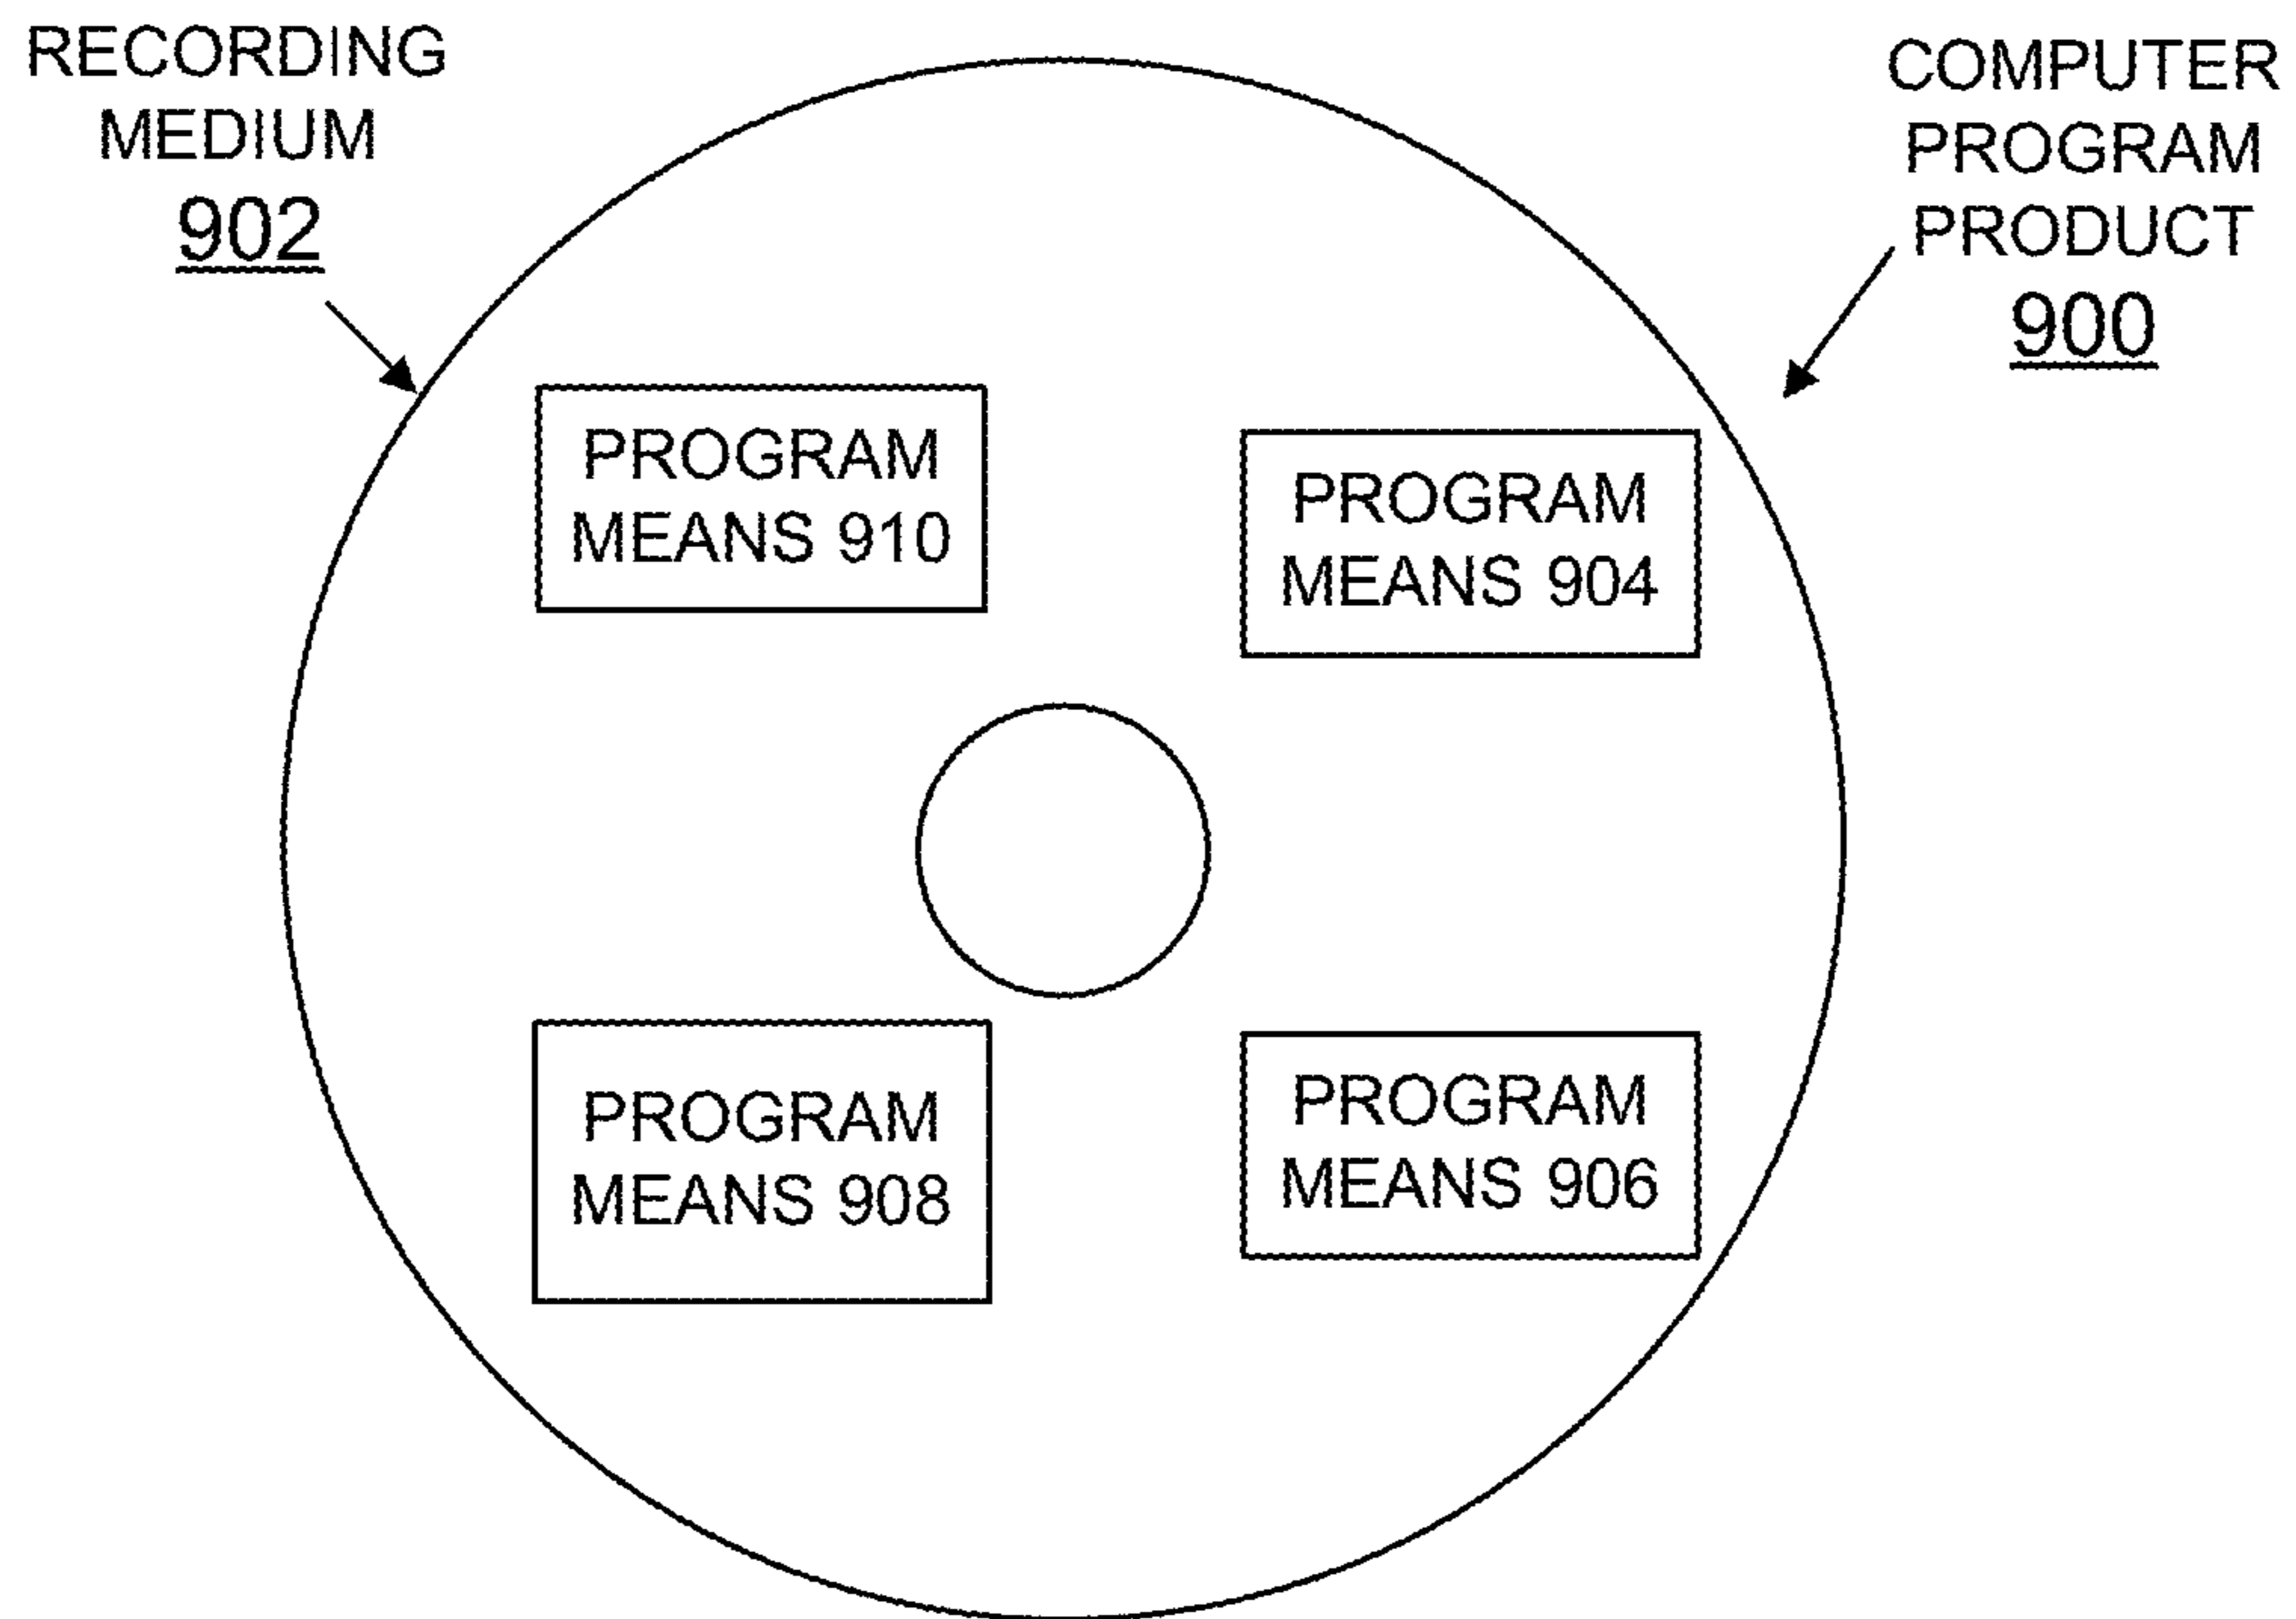 RECORDING
MEDIUM
902
COMPUTER
PROGRAM
PRODUCT
900
PROGRAM
MEANS 910
PROGRAM
MEANS 904
PROGRAM
MEANS 908
PROGRAM
MEANS 906